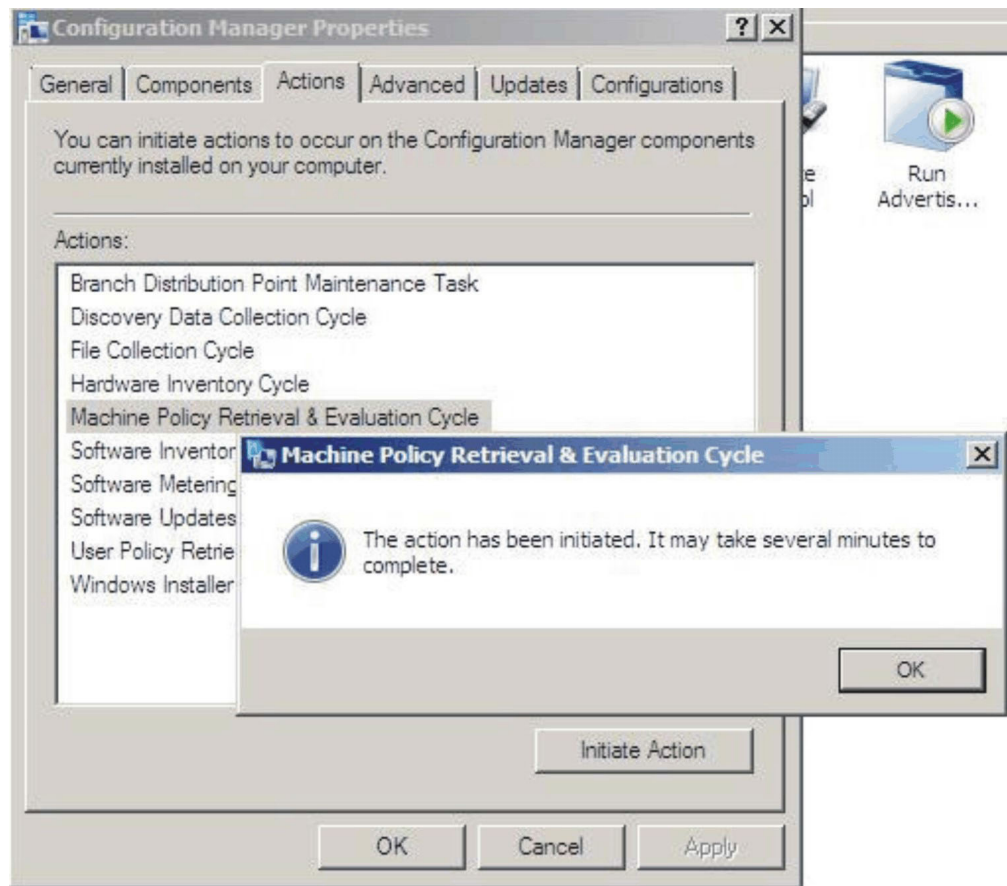 Configuration Manager Properties
General
Components
Actions
Advanced
Updates
Configurations
You can initiate actions to occur on the Configuration Manager components
currently installed on your computer.
Actions:
Branch Distribution Point Maintenance Task
Discovery Data Collection Cycle
File Collection Cycle
Hardware Inventory Cycle
Machine Policy Retrieval & Evaluation Cycle
Software Inventor
Software Metering
Software Updates
User Policy Retrie
Windows Installer
Machine Policy Retrieval & Evaluation Cycle
The action has been initiated. It may take several minutes to
complete.
OK
Initiate Action
OK
Cancel
Apply
Run
Advertis...